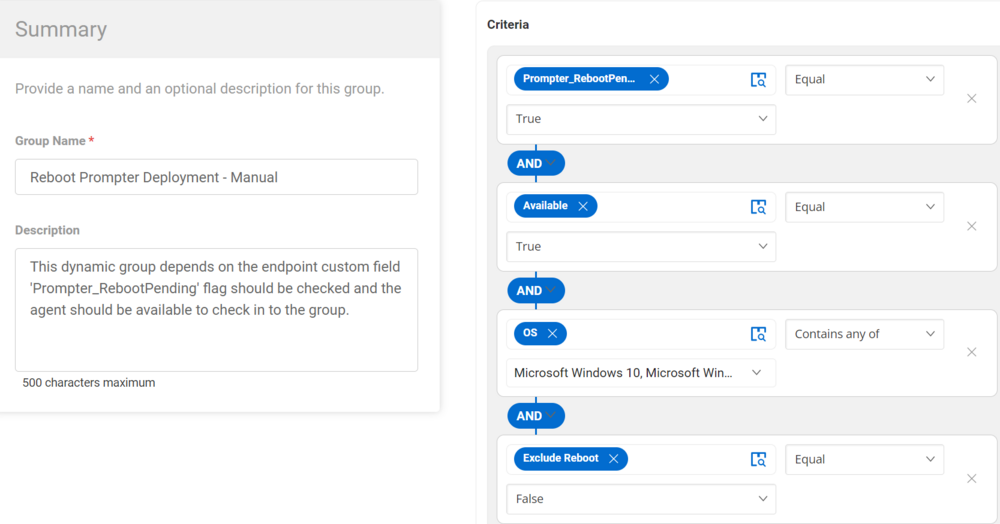 Summary
Provide a name and an optional description for this group.
Group Name *
Reboot Prompter Deployment - Manual
Description
This dynamic group depends on the endpoint custom field
'Prompter_RebootPending' flag should be checked and the
agent should be available to check in to the group.
500 characters maximum
Criteria
Prompter_RebootPen... Equal
True
AND
Available Equal
True
AND
OS Contains any of
Microsoft Windows 10, Microsoft Win...
AND
Exclude Reboot Equal
False